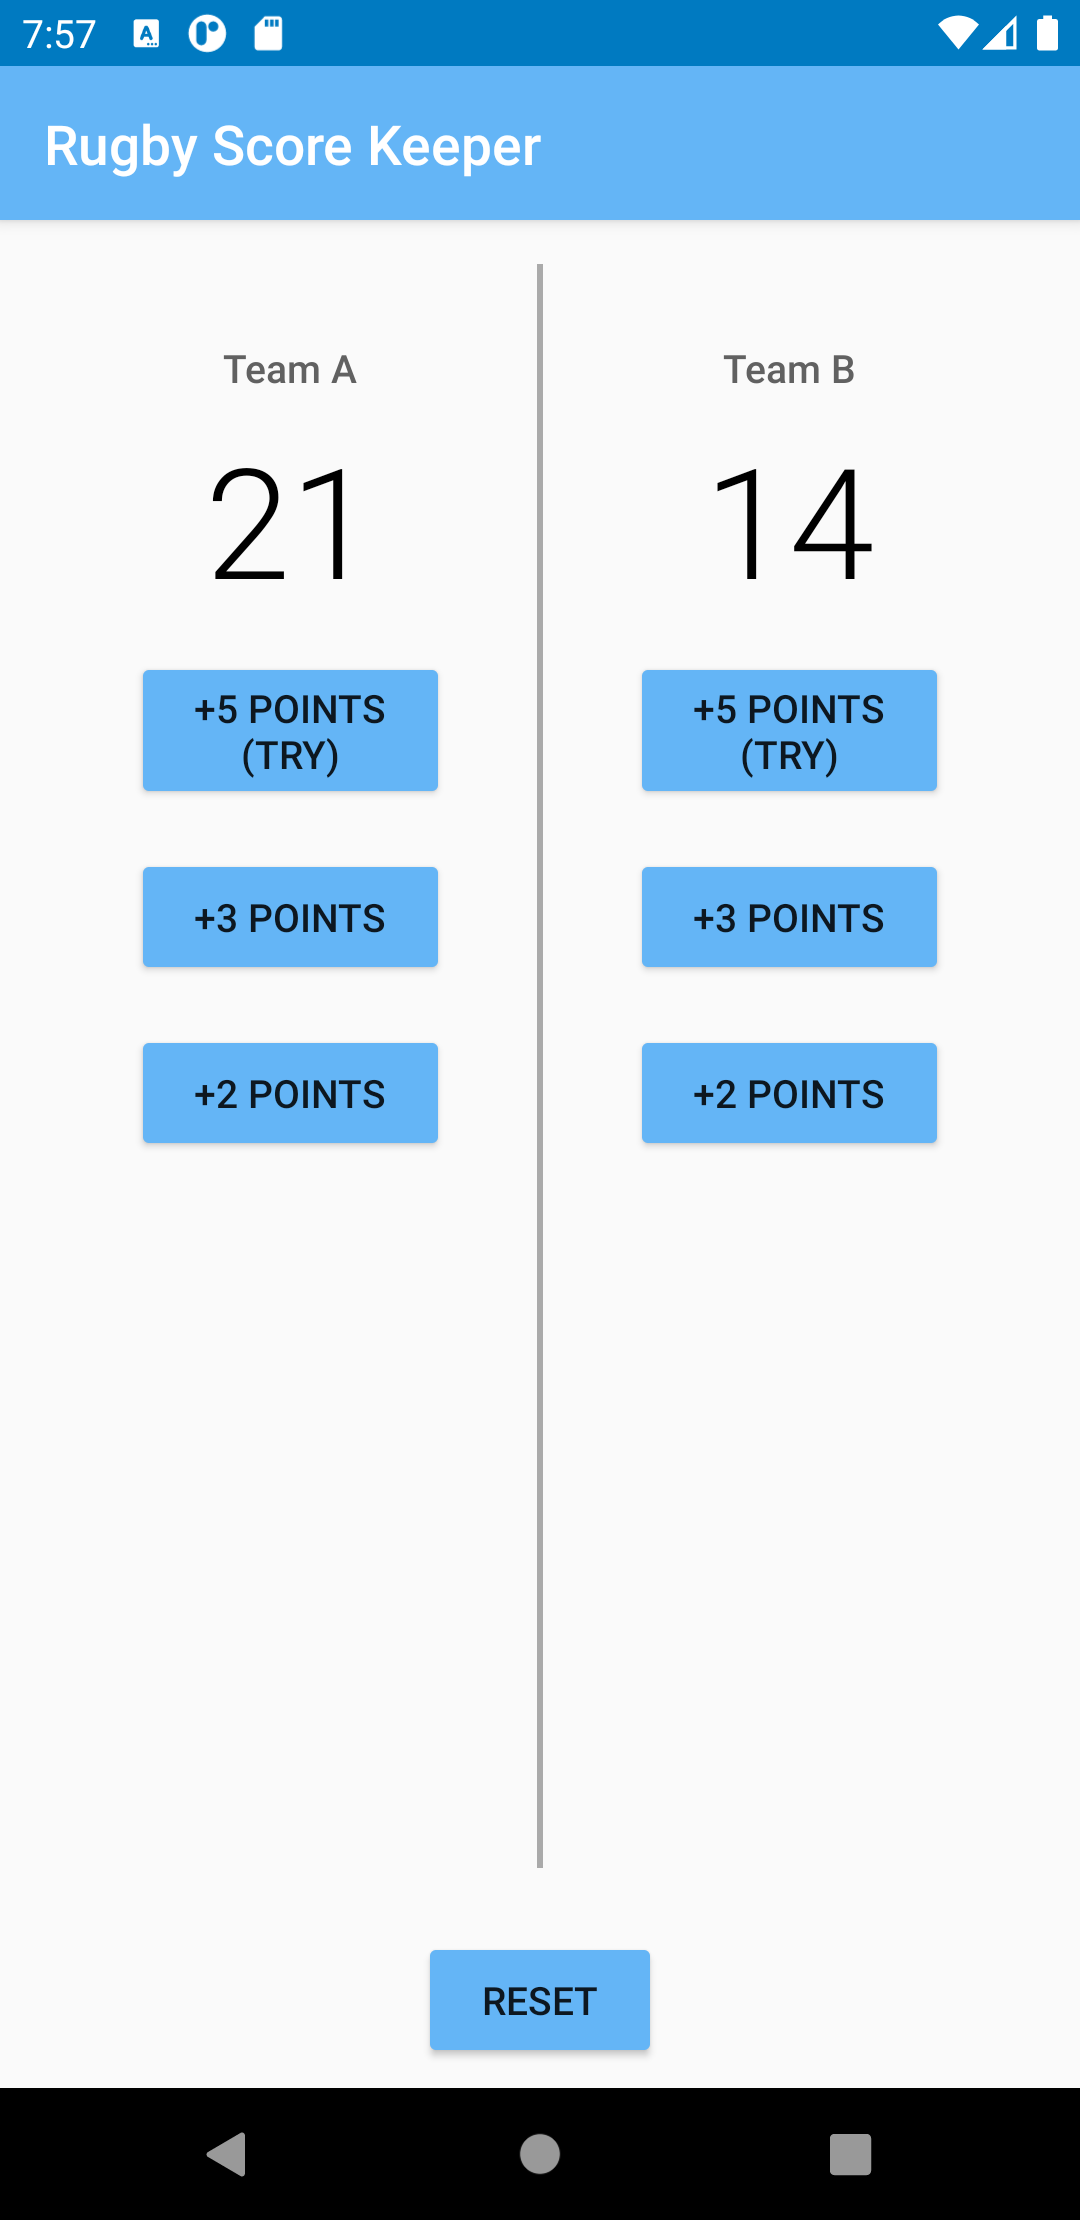 7:57
Rugby Score Keeper
Team A
21
+5 POINTS
(TRY)
+3 POINTS
+2 POINTS
Team B
14
+5 POINTS
(TRY)
+3 POINTS
+2 POINTS
RESET